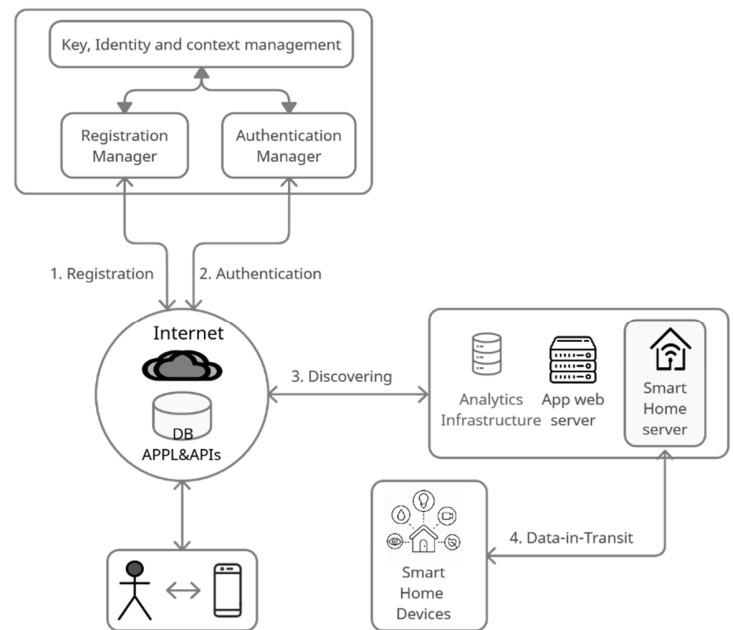 Key, Identity and context management
Registration
Manager
Authentication
Manager
1. Registration
2. Authentication
Internet
DB
APPL&APIs
3. Discovering
Analytics
Infrastructure
App web
server
Smart
Home
server
4. Data-in-Transit
Smart
Home
Devices